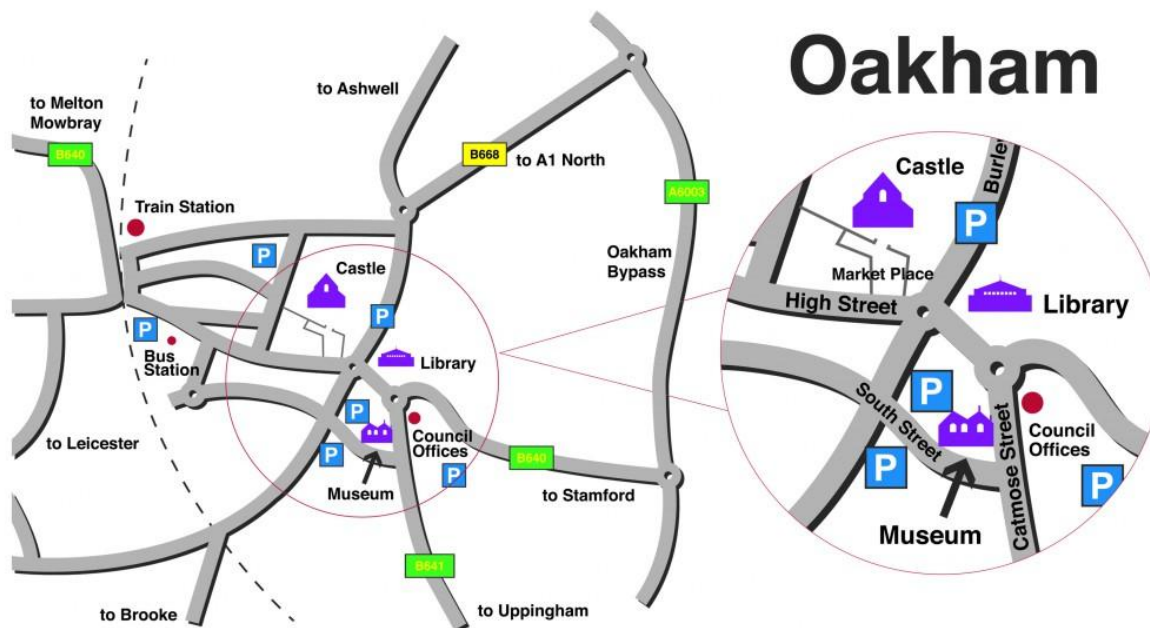 Oakham
to Melton
Mowbray
B640
to Ashwell
B668
to A1 North
A6003
Train Station
P
Oakham
Bypass
Castle
P
P
Bus
Station
Library
P
Council
Offices
P
P
Museum
to Leicester
B640
to Stamford
B641
to Brooke
to Uppingham
Burley
Castle
P
Market Place
High Street
Library
South Street
P
Catmose Street
Council
Offices
P
P
Museum